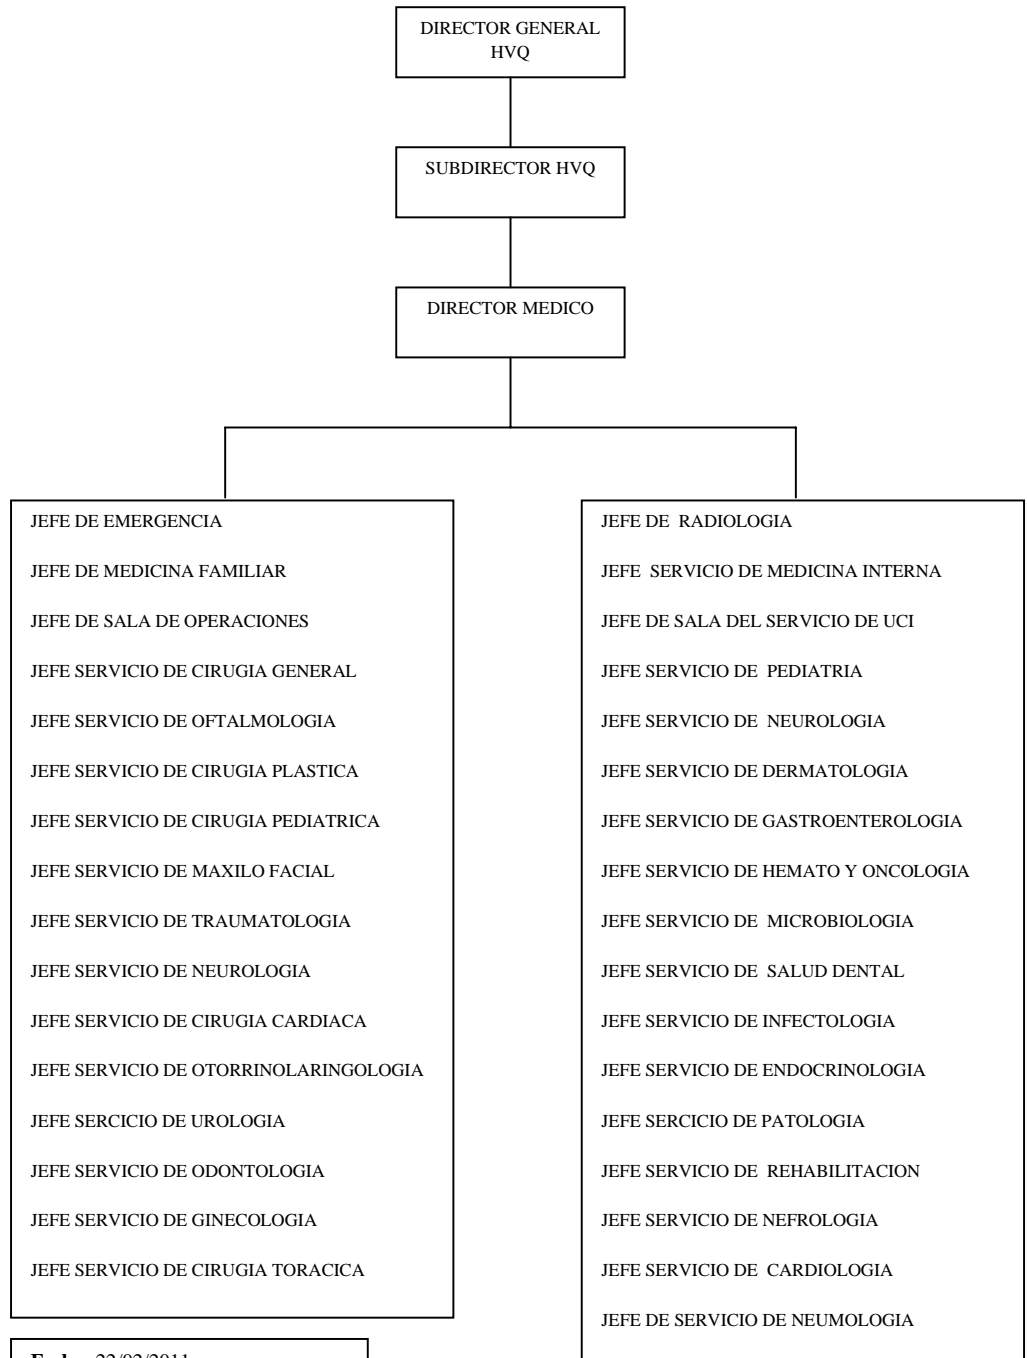 DIRECTOR GENERAL
HVQ
SUBDIRECTOR HVQ
DIRECTOR MEDICO
JEFE DE EMERGENCIA
JEFE DE MEDICINA FAMILIAR
JEFE DE SALA DE OPERACIONES
JEFE SERVICIO DE CIRUGIA GENERAL
JEFE SERVICIO DE OFTALMOLOGIA
JEFE SERVICIO DE CIRUGIA PLASTICA
JEFE SERVICIO DE CIRUGIA PEDIATRICA
JEFE SERVICIO DE MAXILO FACIAL
JEFE SERVICIO DE TRAUMATOLOGIA
JEFE SERVICIO DE NEUROLOGIA
JEFE SERVICIO DE CIRUGIA CARDIACA
JEFE SERVICIO DE OTORRINOLARINGOLOGIA
JEFE SERCICIO DE UROLOGIA
JEFE SERVICIO DE ODONTOLOGIA
JEFE SERVICIO DE GINECOLOGIA
JEFE SERVICIO DE CIRUGIA TORACICA
JEFE DE RADIOLOGIA
JEFE SERVICIO DE MEDICINA INTERNA
JEFE DE SALA DEL SERVICIO DE UCI
JEFE SERVICIO DE PEDIATRIA
JEFE SERVICIO DE NEUROLOGIA
JEFE SERVICIO DE DERMATOLOGIA
JEFE SERVICIO DE GASTROENTEROLOGIA
JEFE SERVICIO DE HEMATO Y ONCOLOGIA
JEFE SERVICIO DE MICROBIOLOGIA
JEFE SERVICIO DE SALUD DENTAL
JEFE SERVICIO DE INFECTOLOGIA
JEFE SERVICIO DE ENDOCRINOLOGIA
JEFE SERCICIO DE PATOLOGIA
JEFE SERVICIO DE REHABILITACION
JEFE SERVICIO DE NEFROLOGIA
JEFE SERVICIO DE CARDIOLOGIA
JEFE DE SERVICIO DE NEUMOLOGIA